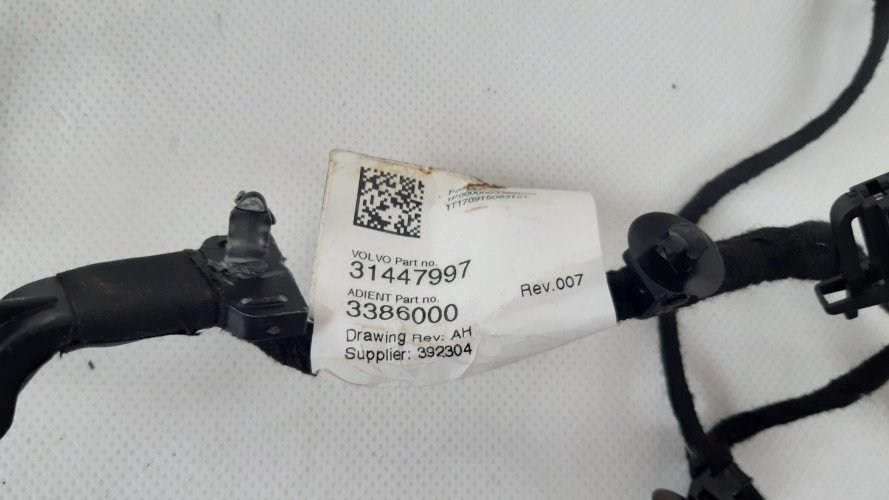 VOLVO Part no.
31447997
ADIENT Part no.
3386000
Rev.007
Drawing Rev: AH
Supplier: 392304